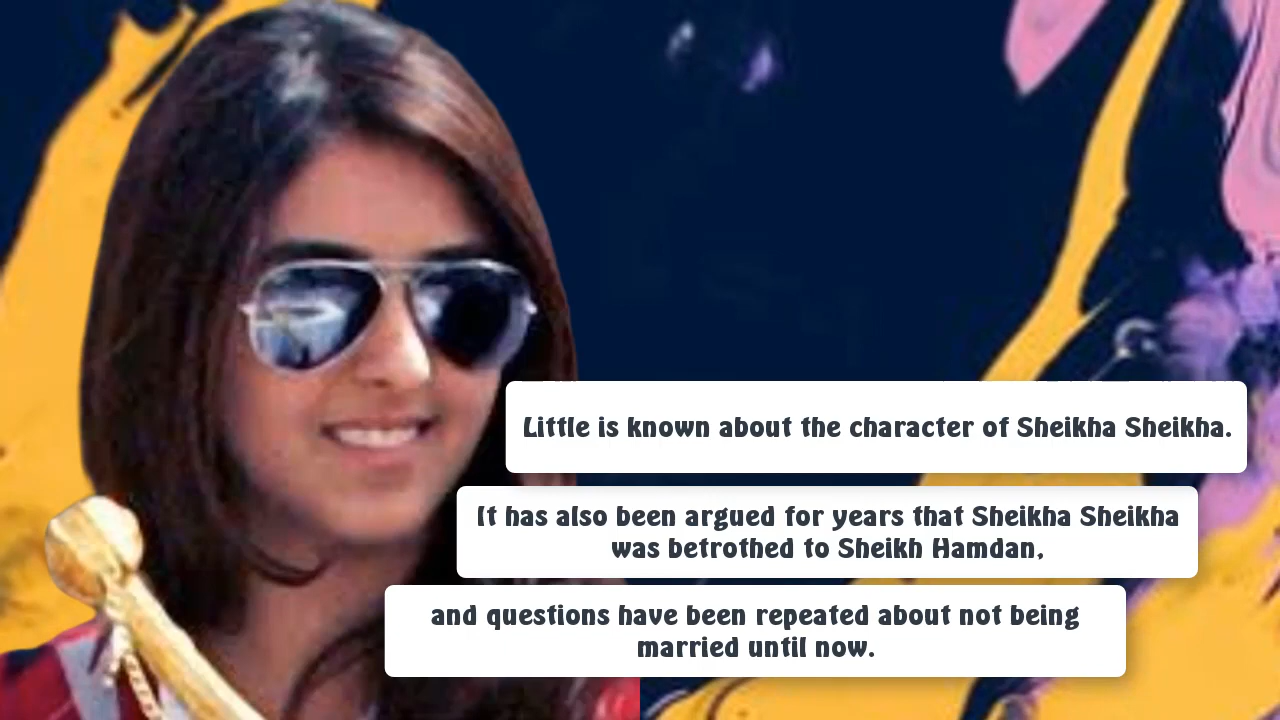 Little is known about the character of Sheikha Sheikha.
It has also been argued for years that Sheikha Sheikha
was betrothed to Sheikh Hamdan,
and questions have been repeated about not being
married until now.